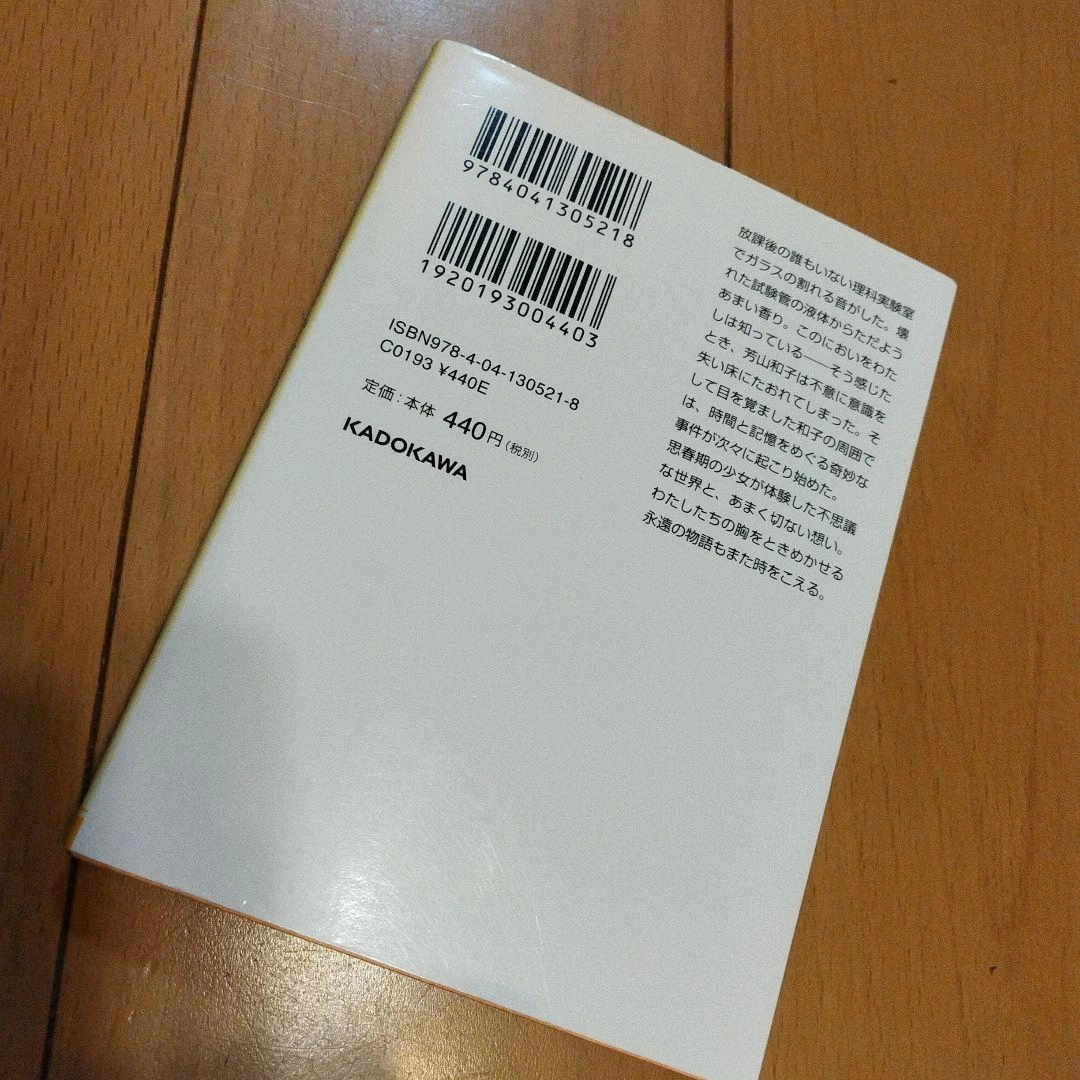 9784041305218
1920193004403
ISBN978-4-04-130521-8
C0193 ¥440E
定価：本体 440円（税別）
KADOKAWA
放課後の誰もいない理科実験室
でガラスの割れる音がした。壊
れた試験管の液体からただよう
あまい香り。このにおいをわた
しは知っている――そう感じた
とき、芳山和子は不意に意識を
失い床にたおれてしまった。そ
して目を覚ました和子の周囲で
は、時間と記憶をめぐる奇妙な
事件が次々に起こり始めた。
思春期の少女が体験した不思議
な世界と、あまく切ない想い。
わたしたちの胸をときめかせる
永遠の物語もまた時をこえる。